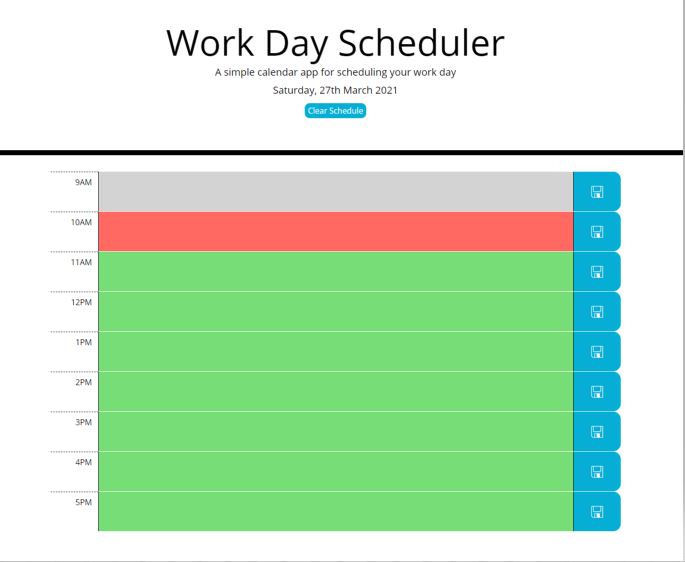 Work Day Scheduler
A simple calendar app for scheduling your work day
Saturday, 27th March 2021
Clear Schedule
9AM
10AM
11AM
12PM
1PM
2PM
3PM
4PM
5PM